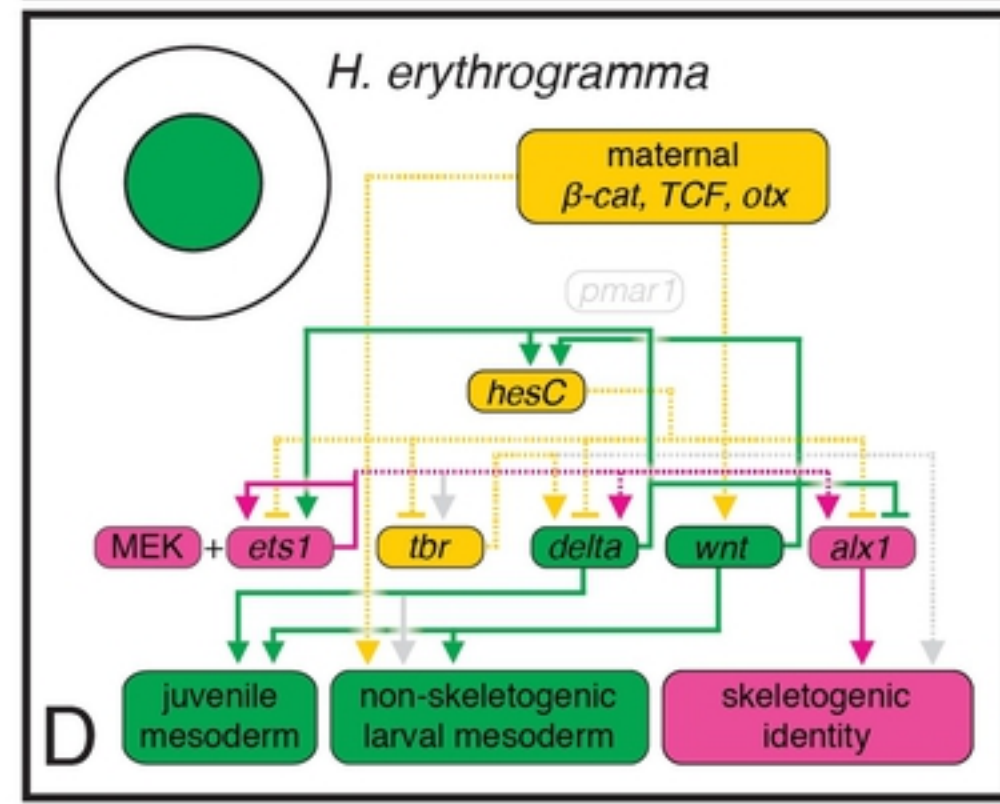 H. erythrogramma
maternal
β-cat, TCF, otx
pmar1
hesC
MEK + ets1
tbr
delta
wnt
alx1
juvenile
mesoderm
non-skeletogenic
larval mesoderm
skeletogenic
identity
D